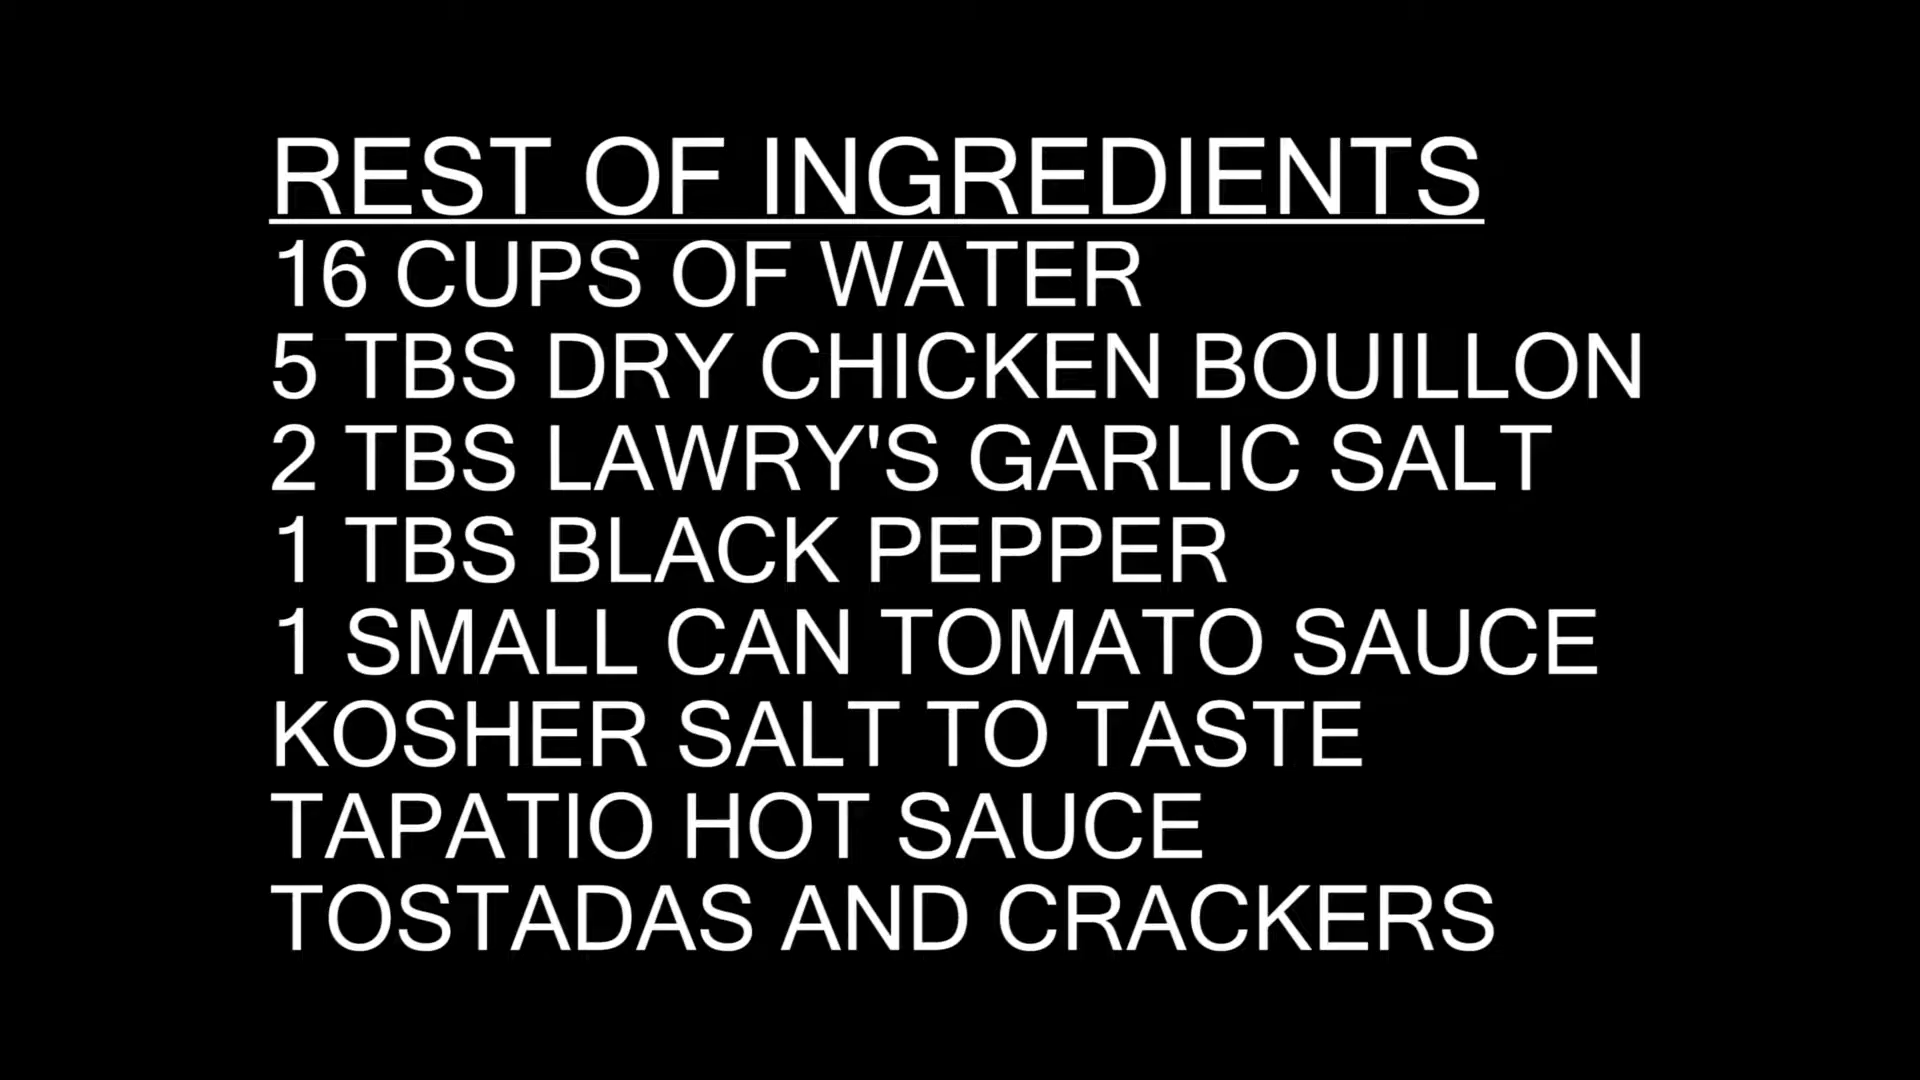 REST OF INGREDIENTS
16 CUPS OF WATER
5 TBS DRY CHICKEN BOUILLON
2 TBS LAWRY'S GARLIC SALT
1 TBS BLACK PEPPER
1 SMALL CAN TOMATO SAUCE
KOSHER SALT TO TASTE
TAPATIO HOT SAUCE
TOSTADAS AND CRACKERS